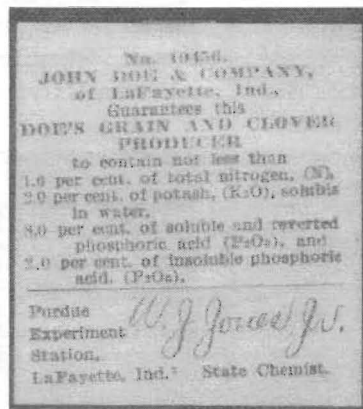 No. 10456.
JOHN DOE & COMPANY,
of LaFayette, Ind.,
Guarantees this
DOE'S GRAIN AND CLOVER
PRODUCER
to contain not less than
1.0 per cent. of total nitrogen, (N),
2.0 per cent. of potash, (K₂O), soluble
in water,
8.0 per cent. of soluble and reverted
phosphoric acid (P₂O₅), and
2.0 per cent. of insoluble phosphoric
acid. (P₂O₅).
Purdue
Experiment W. J. Jones Jr.
Station,
LaFayette, Ind. State Chemist.